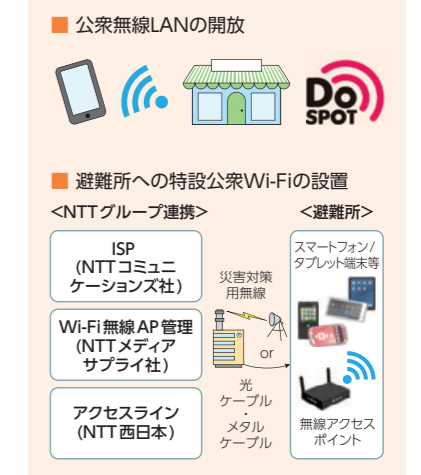 ■ 公衆無線LANの開放
Do
SPOT
■ 避難所への特設公衆Wi-Fiの設置
<NTTグループ連携>
<避難所>
ISP
(NTTコミュニ
ケーションズ社)
Wi-Fi無線AP管理
(NTTメディア
サプライ社)
アクセスライン
(NTT西日本)
災害対策
用無線
or
光
ケーブル
・
メタル
ケーブル
スマートフォン/
タブレット端末等
無線アクセス
ポイント